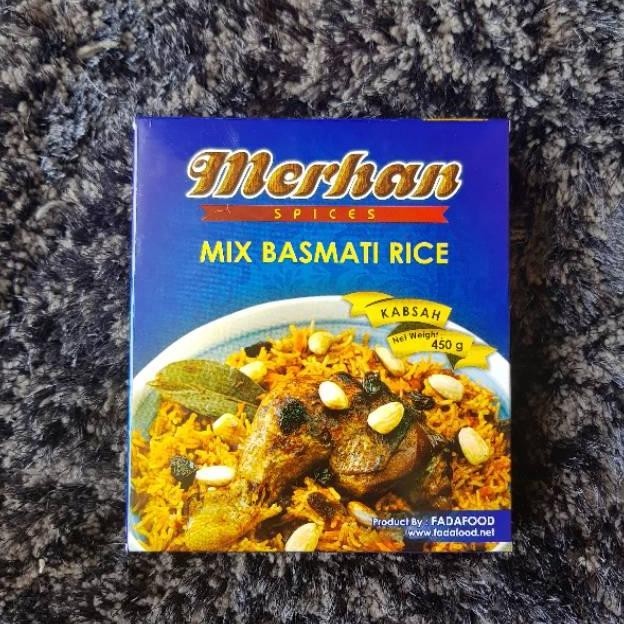 Merhan
SPICES
MIX BASMATI RICE
KABSAH
Net Weight
450 g
Product By : FADAFOOD
www.fadafood.net